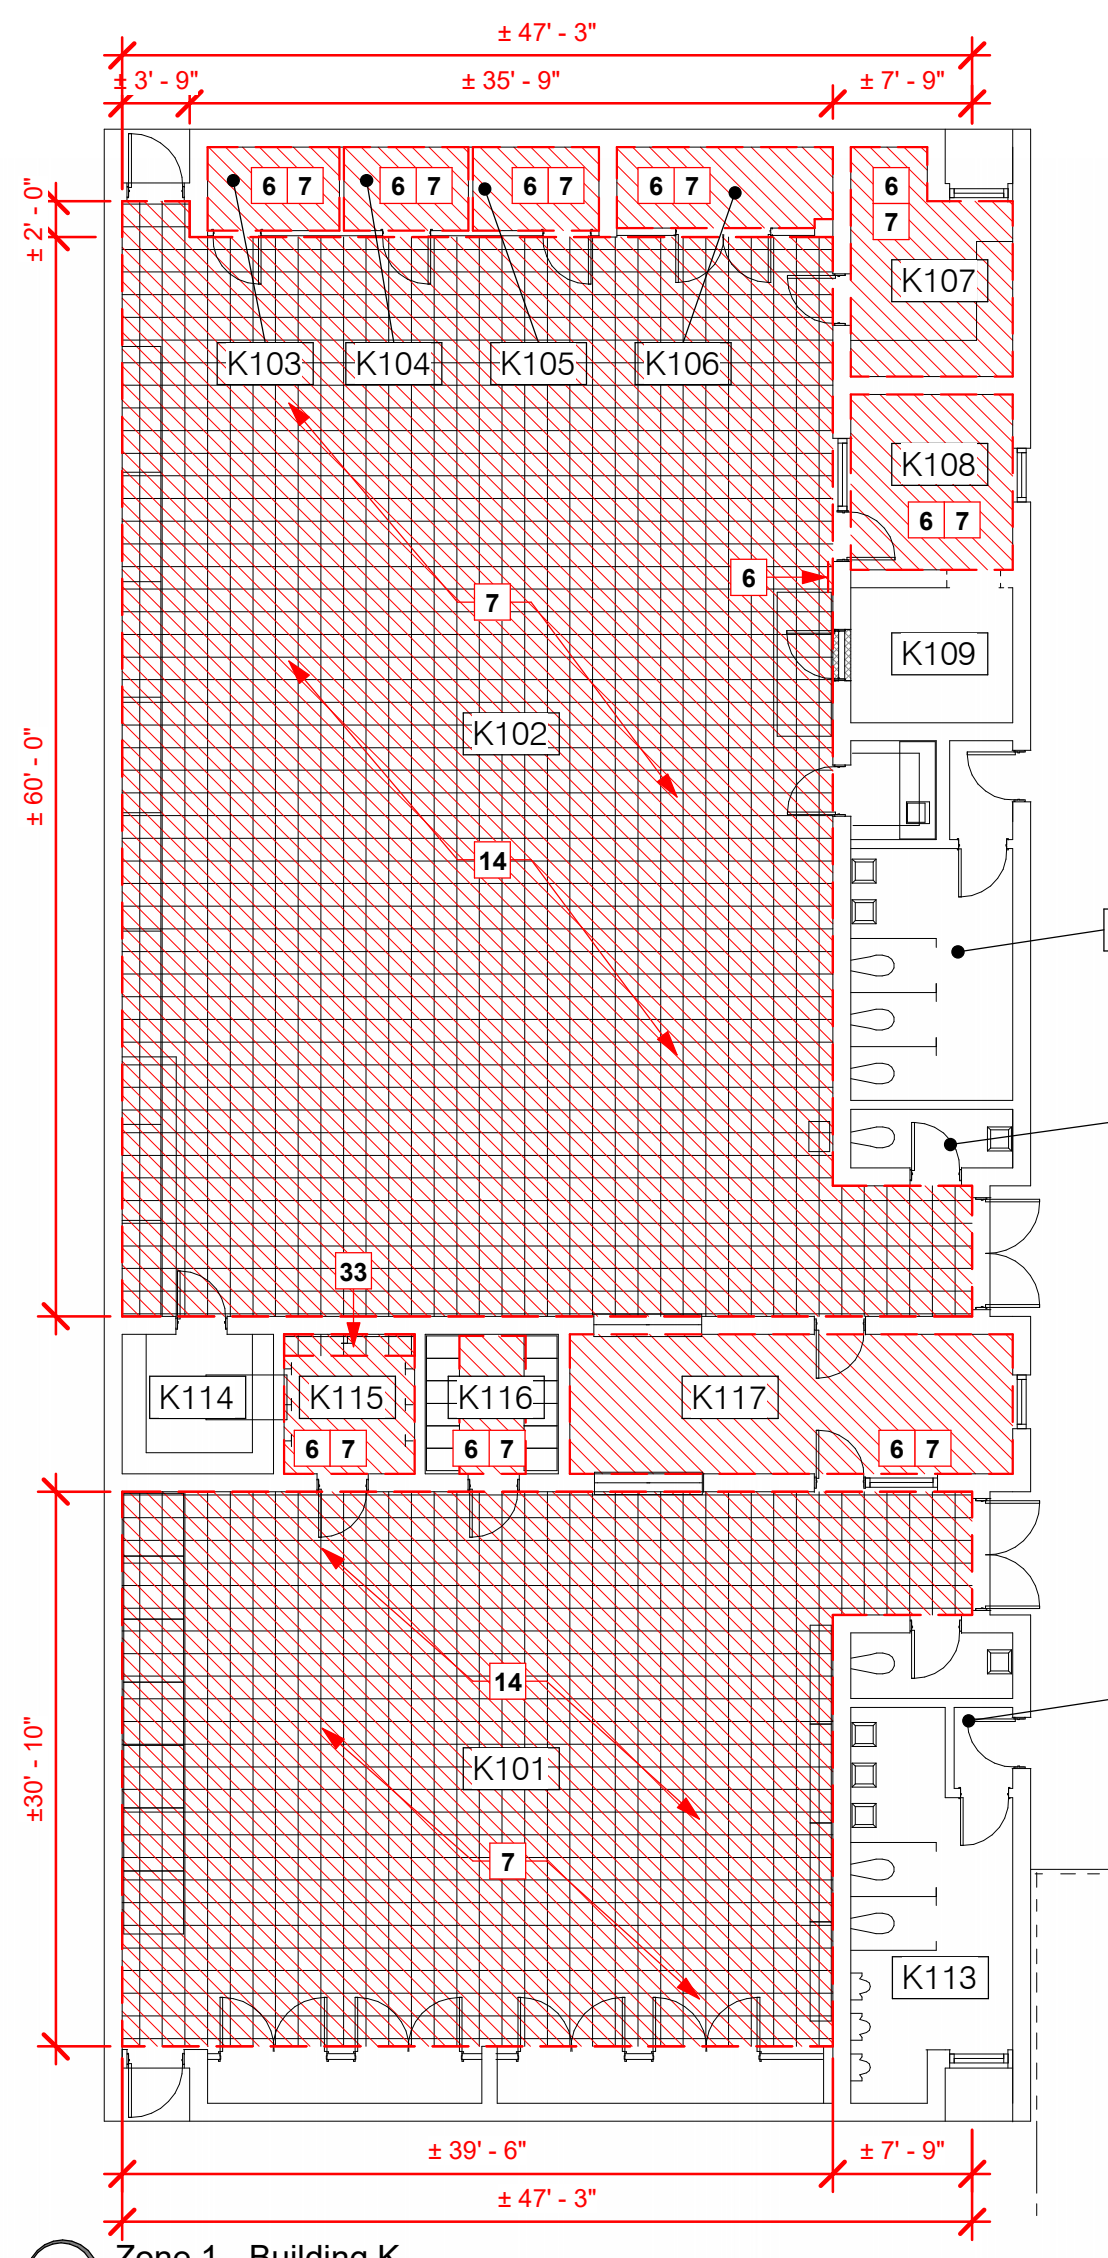 ± 47' - 3"
± 3' - 9"
± 35' - 9"
± 7' - 9"
± 2' - 0"
6 7
6 7
6 7
6 7
6
7
K107
K103
K104
K105
K106
K108
6 7
6
7
K109
K102
± 60' - 0"
14
33
K114
K115
K116
K117
6 7
6 7
6 7
14
K101
±30' - 10"
7
K113
± 39' - 6"
± 7' - 9"
± 47' - 3"
Zone 1 - Building K